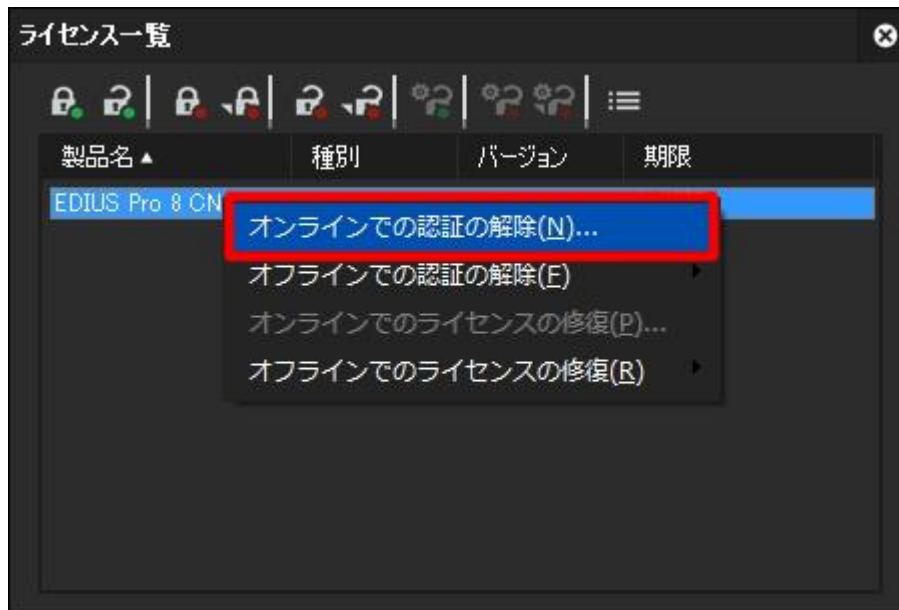 ライセンス一覧
製品名 種別 バージョン 期限
EDIUS Pro 8 CN
オンラインでの認証の解除(N)...
オフラインでの認証の解除(F)
オンラインでのライセンスの修復(P)...
オフラインでのライセンスの修復(R)